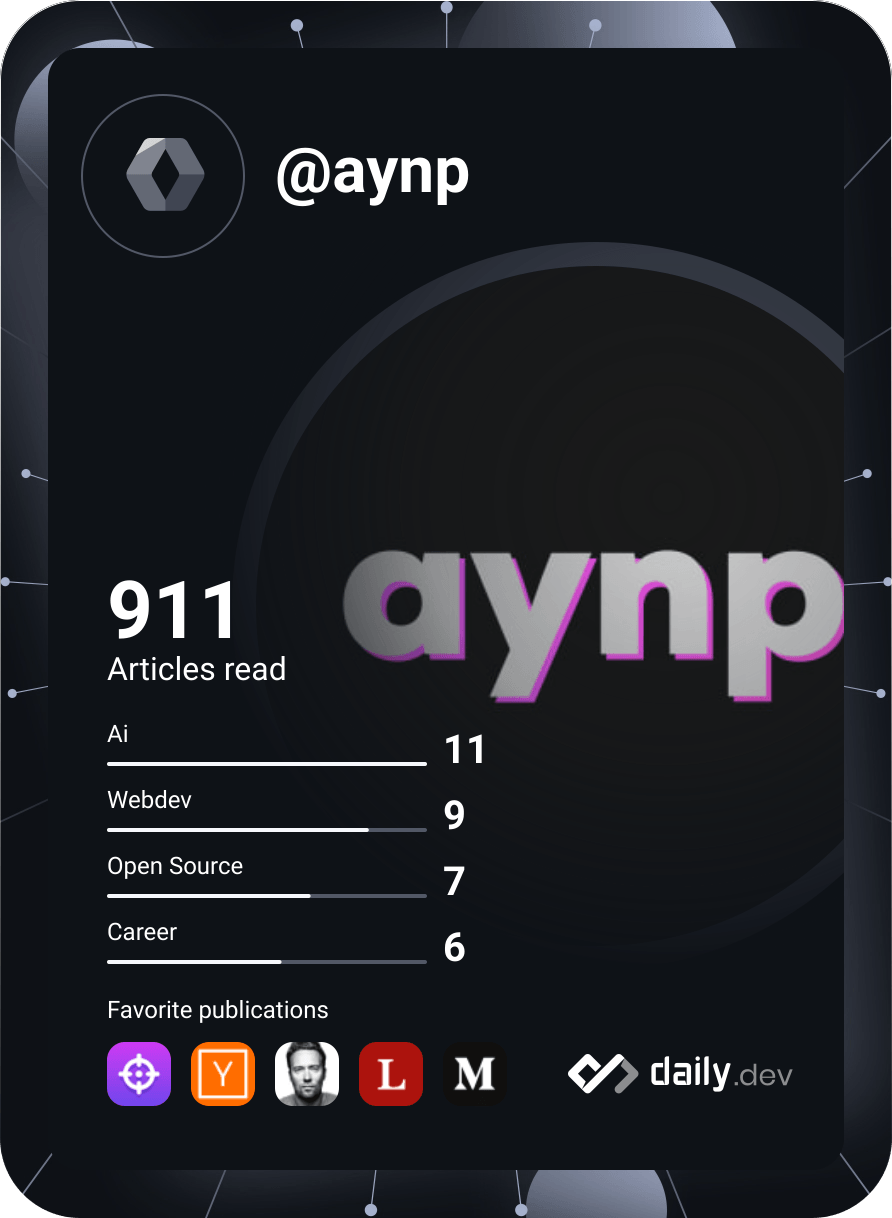 @aynp
aynp
911
Articles read
Ai
11
Webdev
9
Open Source
7
Career
6
Favorite publications
Y
L
M
daily.dev